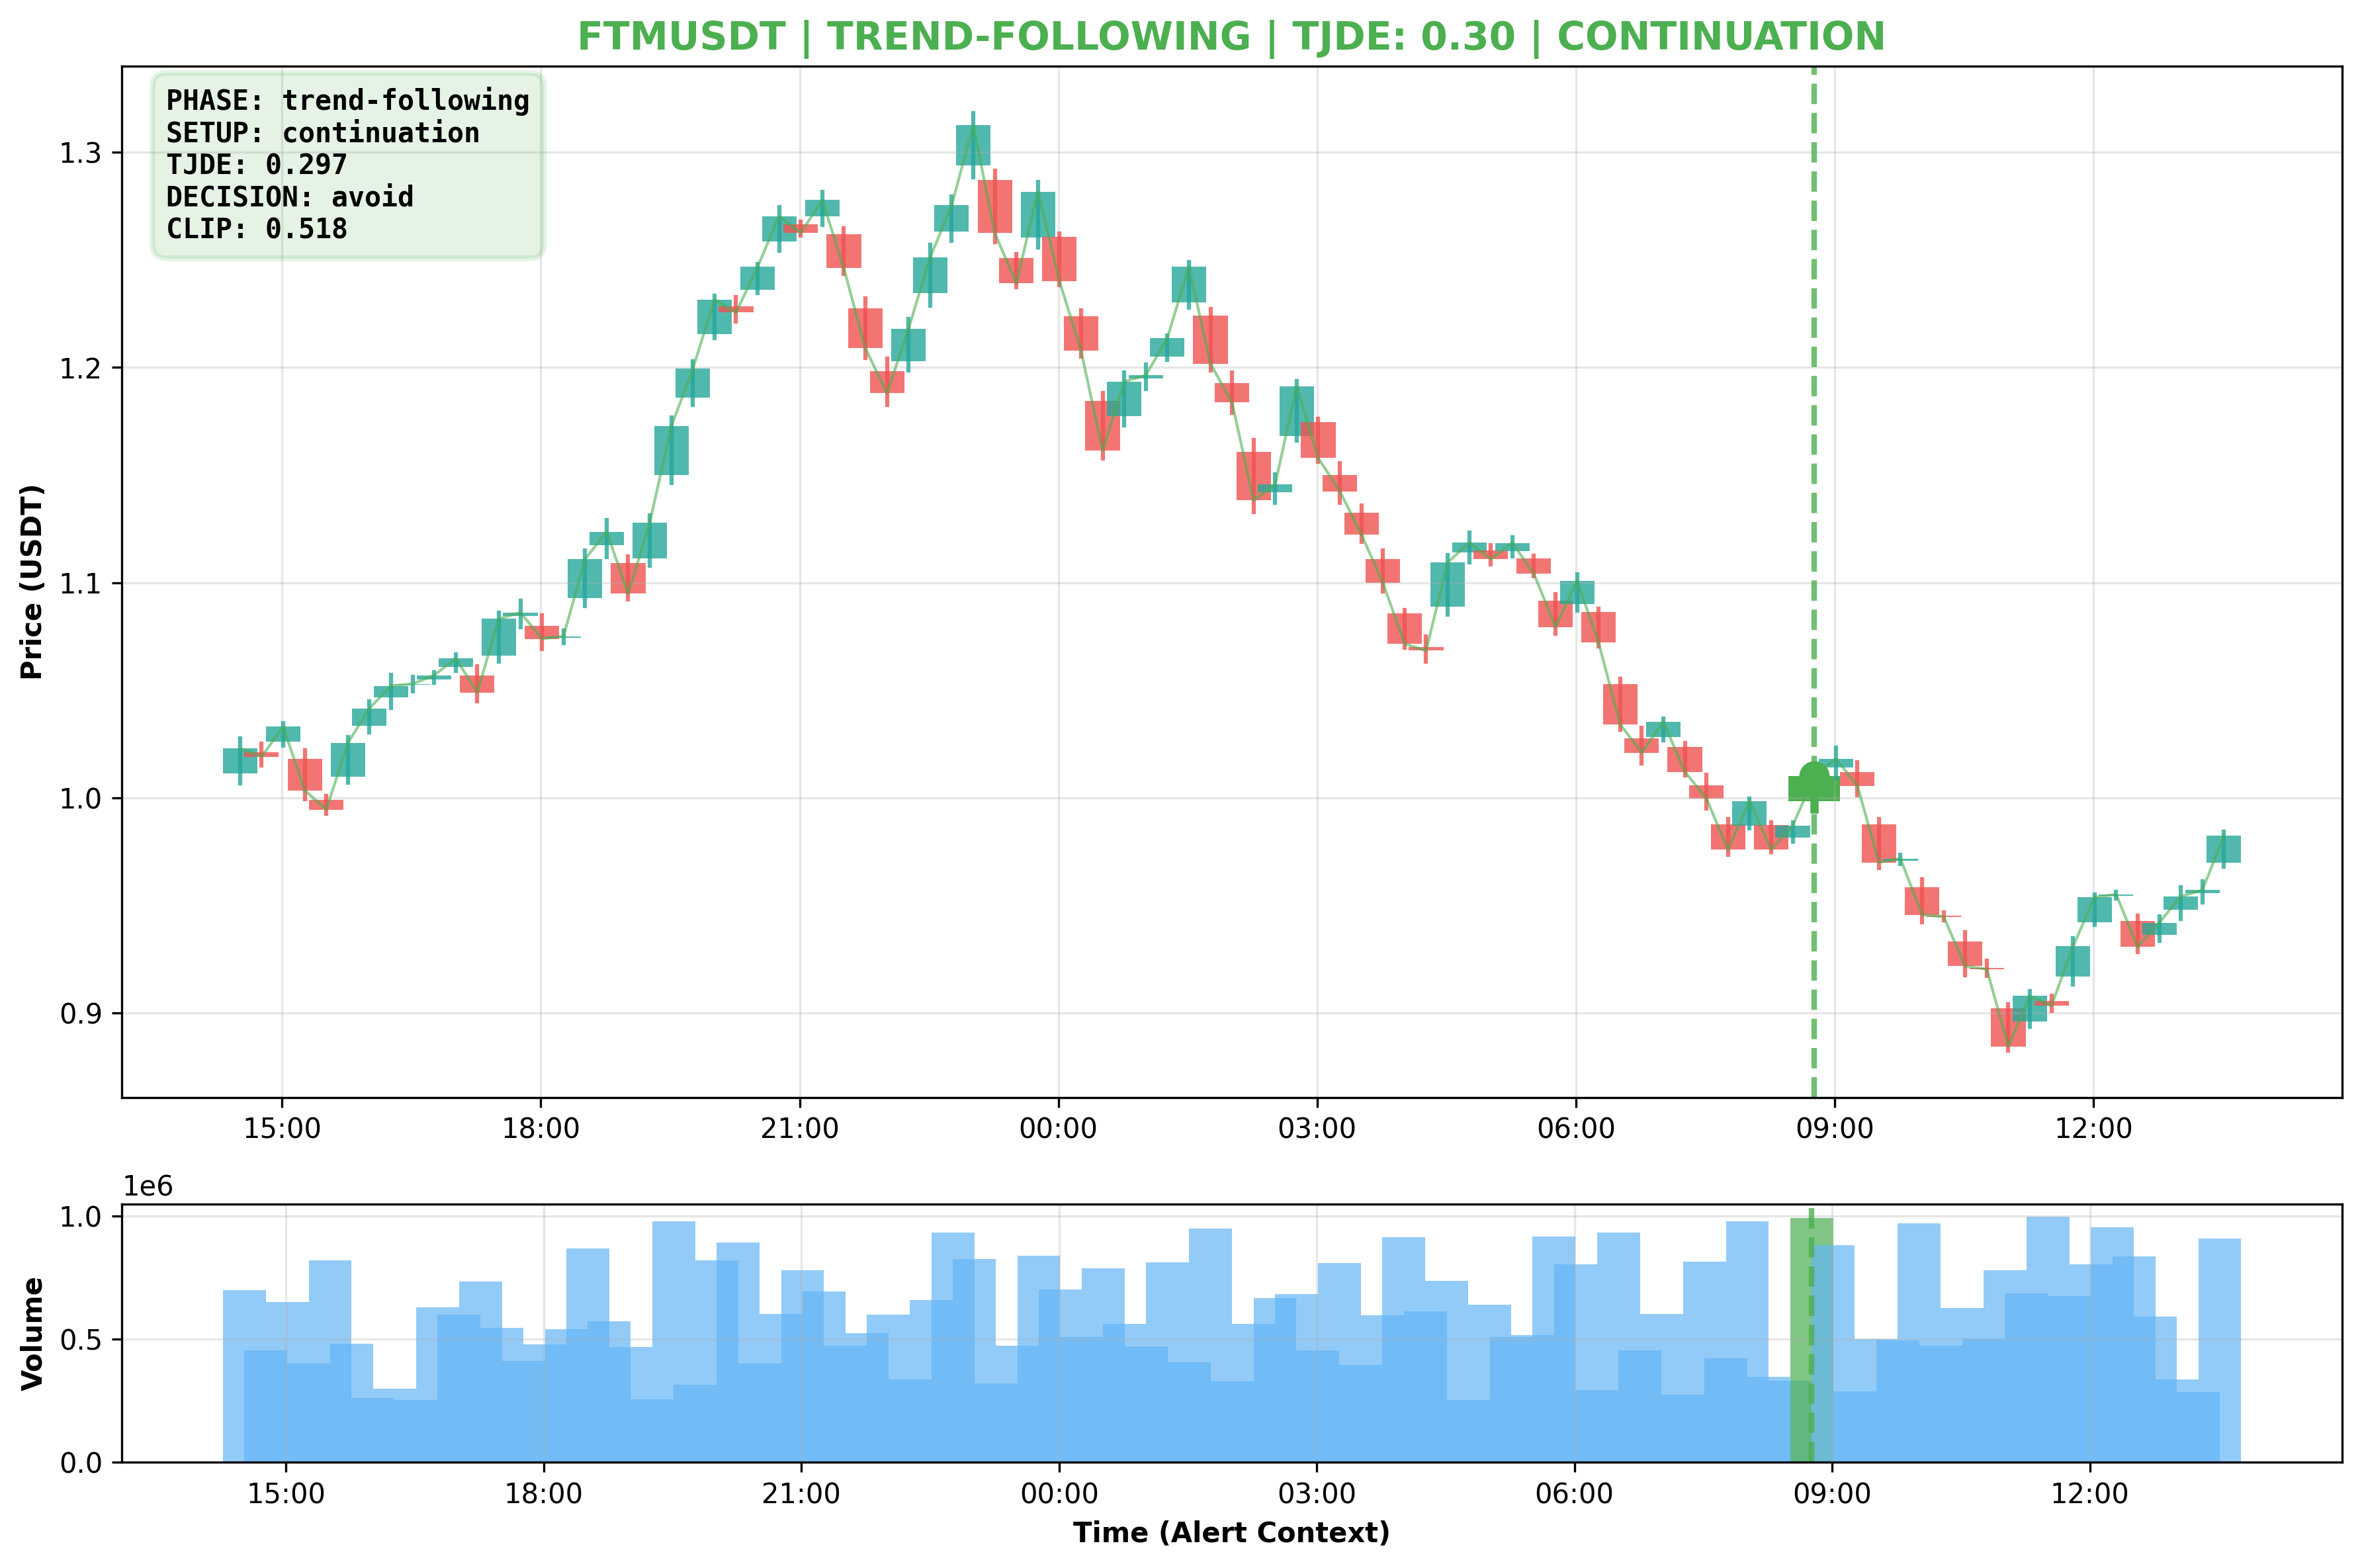 FTMUSDT | TREND-FOLLOWING | TJDE: 0.30 | CONTINUATION
PHASE: trend-following
SETUP: continuation
TJDE: 0.297
DECISION: avoid
CLIP: 0.518
Price (USDT)
1.3
1.2
1.1
1.0
0.9
15:00 18:00 21:00 00:00 03:00 06:00 09:00 12:00
1e6
Volume
1.0
0.5
0.0
15:00 18:00 21:00 00:00 03:00 06:00 09:00 12:00
Time (Alert Context)